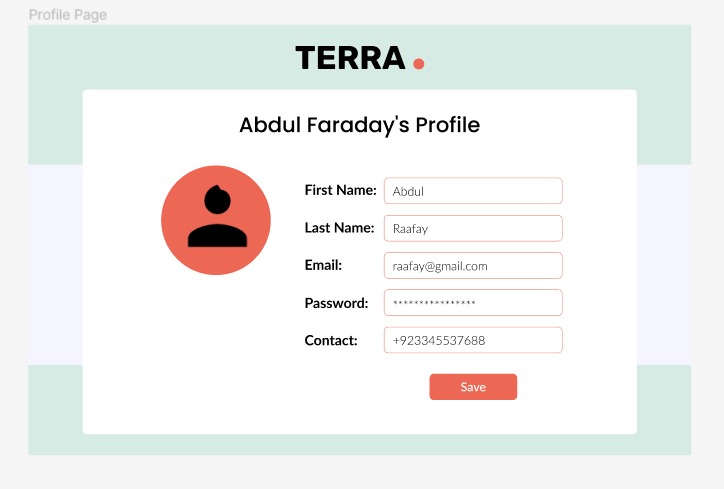 Profile Page
TERRA.
Abdul Faraday's Profile
First Name: Abdul
Last Name: Raafay
Email: raafay@gmail.com
Password: ****************
Contact: +923345537688
Save